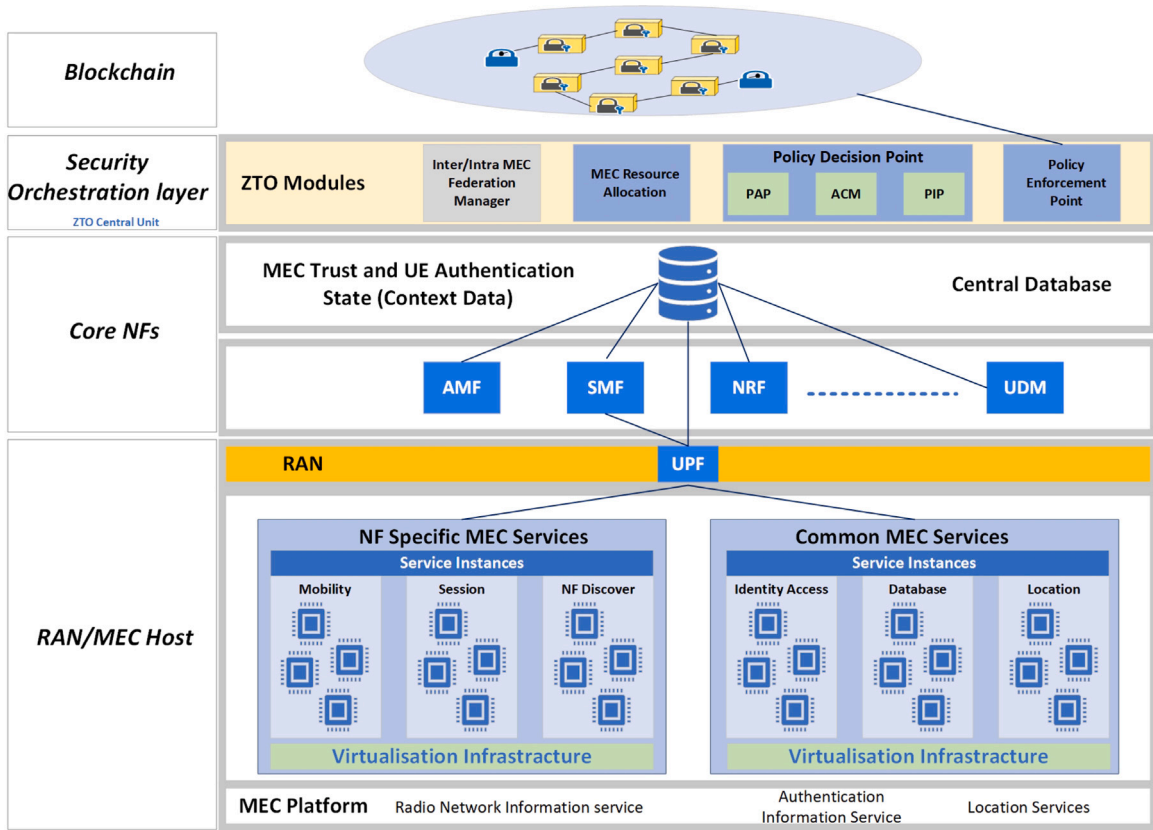 Blockchain
Security
Orchestration layer
ZTO Central Unit
ZTO Modules
Inter/Intra MEC
Federation
Manager
MEC Resource
Allocation
Policy Decision Point
PAP
ACM
PIP
Policy
Enforcement
Point
Core NFs
MEC Trust and UE Authentication
State (Context Data)
Central Database
AMF
SMF
NRF
UDM
RAN/MEC Host
RAN
UPF
NF Specific MEC Services
Service Instances
Mobility
Session
NF Discover
Virtualisation Infrastracture
Common MEC Services
Service Instances
Identity Access
Database
Location
Virtualisation Infrastracture
MEC Platform
Radio Network Information service
Authentication
Information Service
Location Services